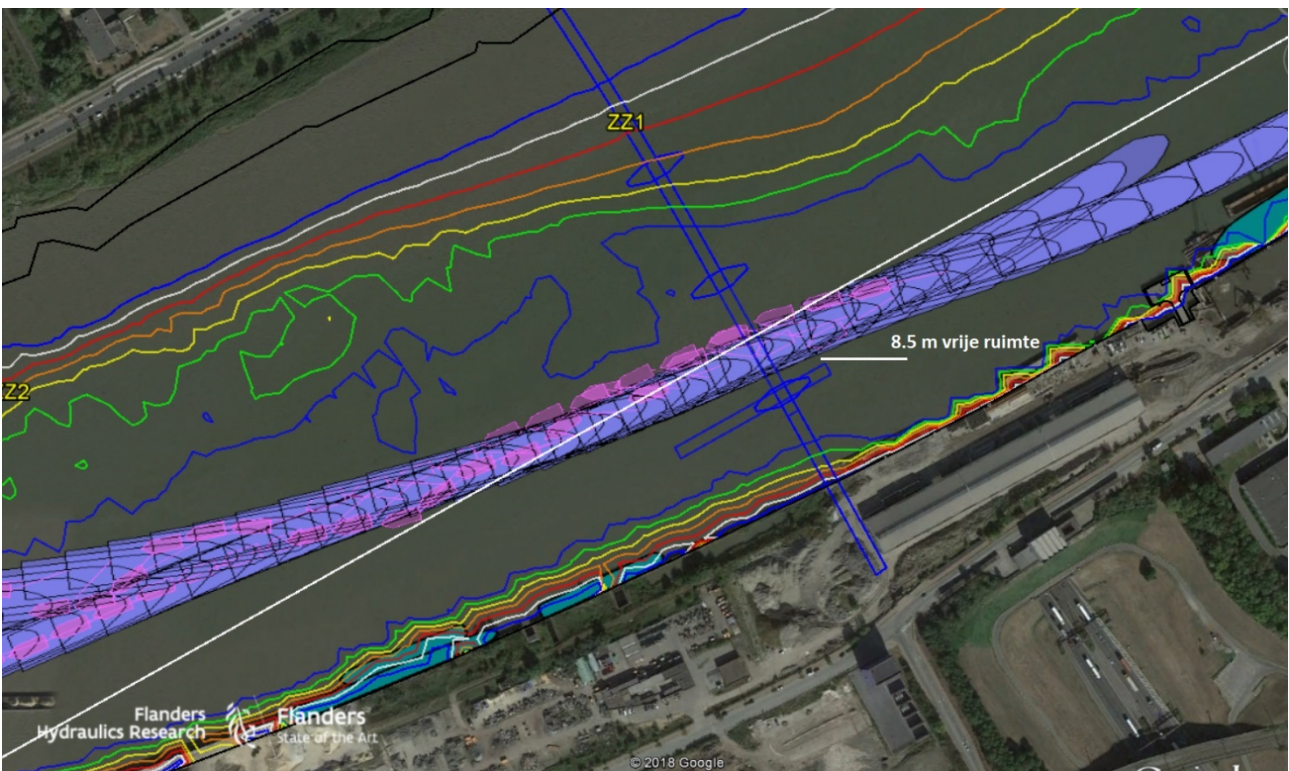 ZZ1
8.5 m vrije ruimte
ZZ2
Flanders
Hydraulics Research
Flanders
State of the Art
© 2018 Google